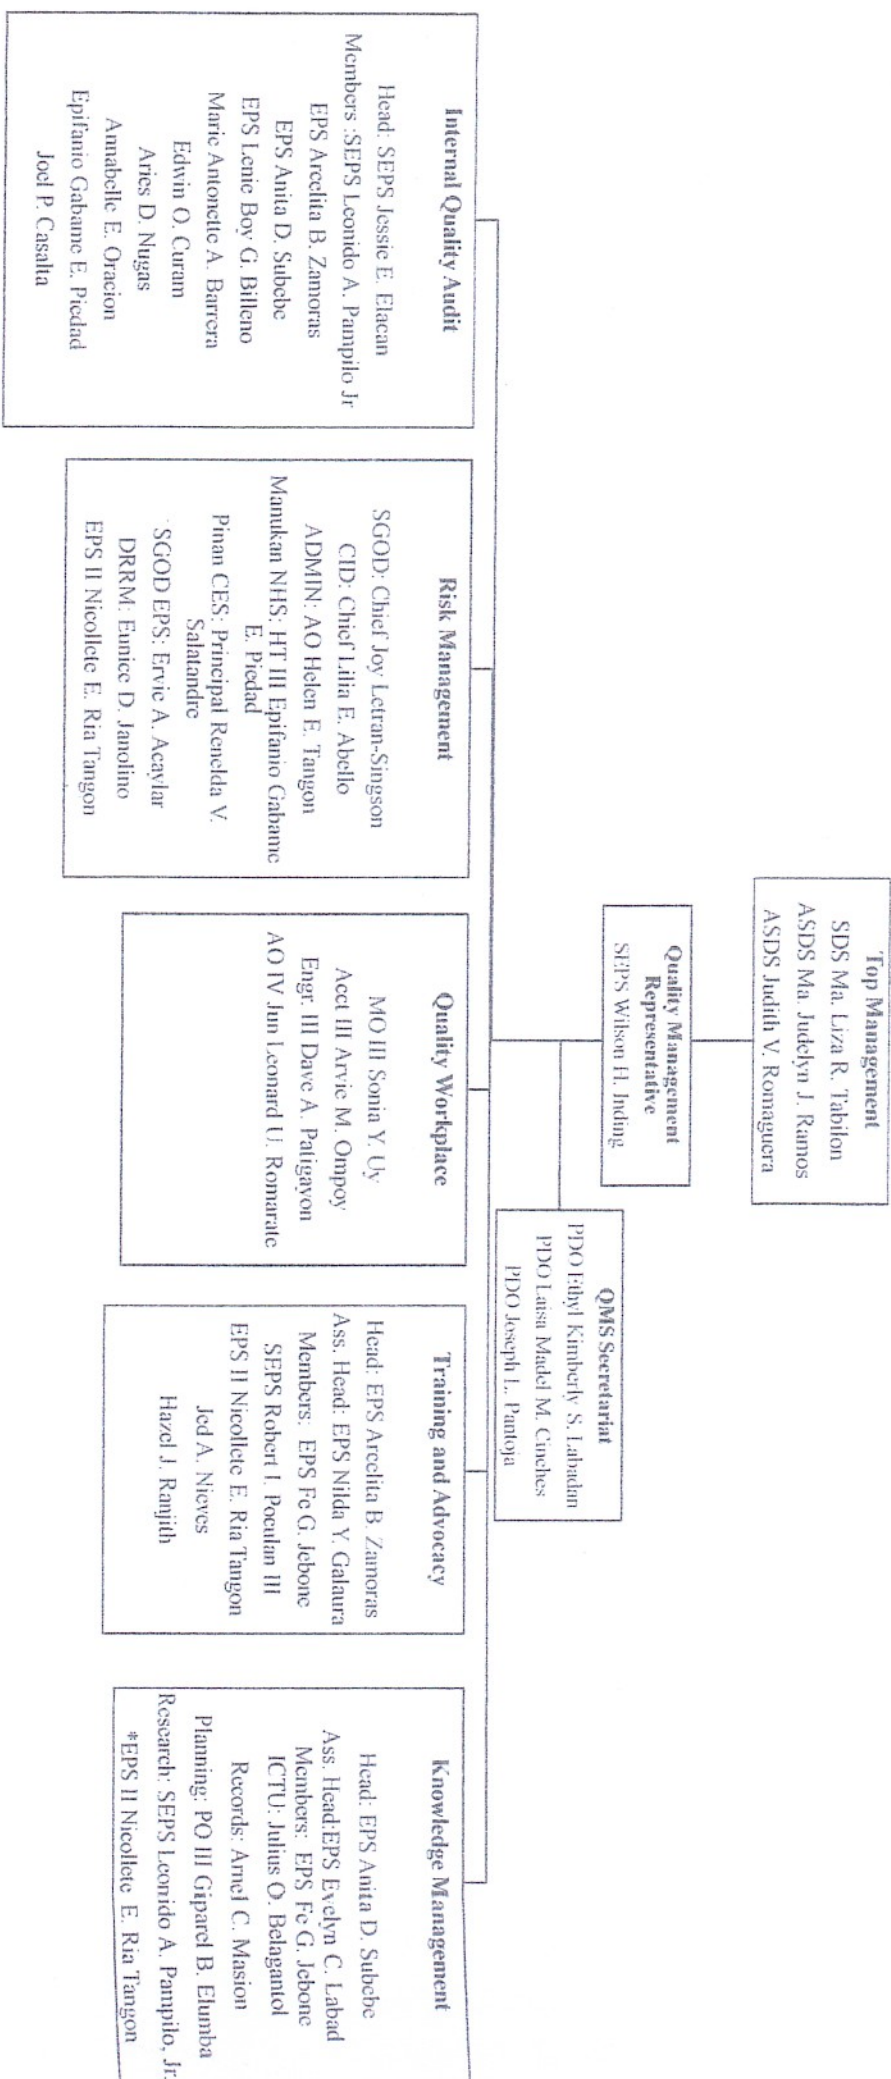 Top Management
SDS Ma. Liza R. Tabilon
ASDS Ma. Judelyn J. Ramos
ASDS Judith V. Romaguera
Quality Management
Representative
SEPS Wilson H. Inding
QMS Secretariat
PDO Ethyl Kimberly S. Labadan
PDO Laisa Madel M. Cinches
PDO Joseph L. Pantoja
Internal Quality Audit
Head: SEPS Jessie E. Elacan
Members :SEPS Leonido A. Pampilo Jr
EPS Arcelita B. Zamoras
EPS Anita D. Subebe
EPS Lenie Boy G. Billeno
Marie Antonette A. Barrera
Edwin O. Curam
Aries D. Nugas
Annabelle E. Oracion
Epifanio Gabame E. Piedad
Joel P. Casalta
Risk Management
SGOD: Chief Joy Letran-Singson
CID: Chief Lilia E. Abello
ADMIN: AO Helen E. Tangon
Manukan NHS: HT III Epifanio Gabame
E. Piedad
Pinan CES: Principal Renelda V.
Salatandre
SGOD EPS: Ervie A. Acaylar
DRRM: Eunice D. Janolino
EPS II Nicollete E. Ria Tangon
Quality Workplace
MO III Sonia Y. Uy
Acct III Arvie M. Ompoy
Engr. III Dave A. Patigayon
AO IV Jun Leonard U. Romarate
Training and Advocacy
Head: EPS Arcelita B. Zamoras
Ass. Head: EPS Nilda Y. Galaura
Members: EPS Fe G. Jebone
SEPS Robert I. Poculan III
EPS II Nicollete E. Ria Tangon
Jed A. Nieves
Hazel J. Ranjith
Knowledge Management
Head: EPS Anita D. Subebe
Ass. Head:EPS Evelyn C. Labad
Members: EPS Fe G. Jebone
ICTU: Julius O. Belagantol
Records: Arnel C. Masion
Planning: PO III Giparel B. Elumba
Research: SEPS Leonido A. Pampilo, Jr.
*EPS II Nicollete E. Ria Tangon